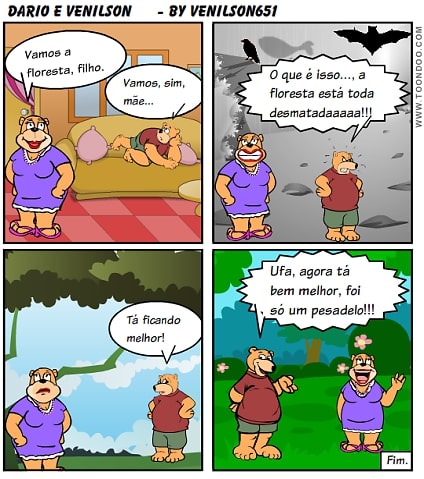 DARIO E VENILSON - BY VENILSON651
Vamos a
floresta, filho.
Vamos, sim,
mãe...
O que é isso..., a
floresta está toda
desmatadaaaaa!!!
WWW.TOONDOO.COM
Tá ficando
melhor!
Ufa, agora tá
bem melhor, foi
só um pesadelo!!!
Fim.